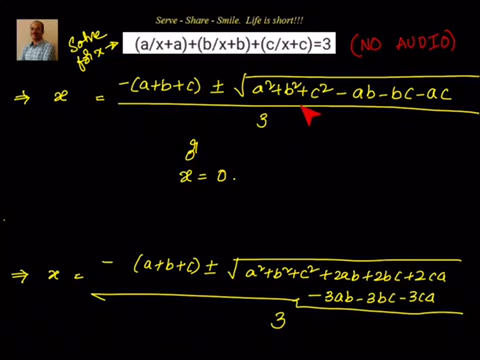 Serve - Share - Smile. Life is short!!!
Solve for x → (a/x+a)+(b/x+b)+(c/x+c)=3 (NO AUDIO)
⇒ x = -(a+b+c) ± √(a²+b²+c²-ab-bc-ac)
3
x = 0.
⇒ x = -(a+b+c) ± √(a²+b²+c²+2ab+2bc+2ca
-3ab-3bc-3ca)
3